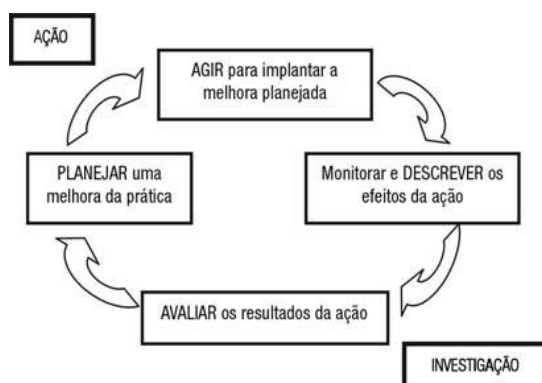 AÇÃO
AGIR para implantar a
melhora planejada
PLANEJAR uma
melhora da prática
Monitorar e DESCREVER os
efeitos da ação
AVALIAR os resultados da ação
INVESTIGAÇÃO